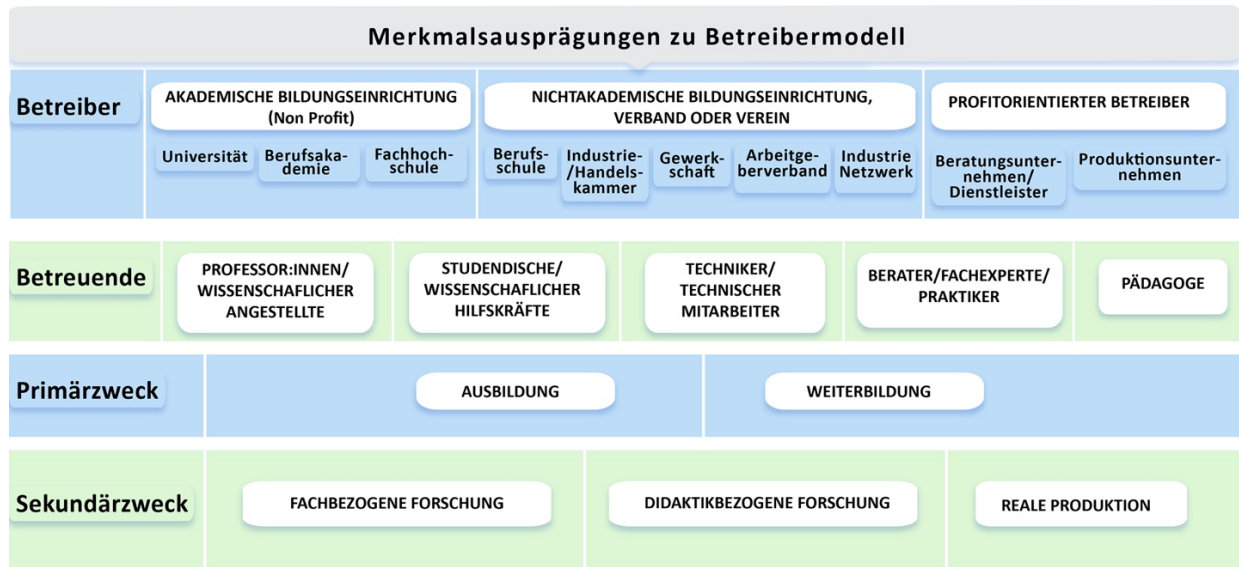 Merkmalsausprägungen zu Betreibermodell
Betreiber
AKADEMISCHE BILDUNGSEINRICHTUNG
(Non Profit)
Universität
Berufsaka-
demie
Fachhoch-
schule
NICHTAKADEMISCHE BILDUNGSEINRICHTUNG,
VERBAND ODER VEREIN
Berufs-
schule
Industrie-
/Handels-
kammer
Gewerk-
schaft
Arbeitge-
berverband
Industrie
Netzwerk
PROFITORIENTIERTER BETREIBER
Beratungsunter-
nehmen/
Dienstleister
Produktionsunter-
nehmen
Betreuende
PROFESSOR:INNEN/
WISSENSCHAFLICHER
ANGESTELLTE
STUDENDISCHE/
WISSENSCHAFLICHER
HILFSKRÄFTE
TECHNIKER/
TECHNISCHER
MITARBEITER
BERATER/FACHEXPERTE/
PRAKTIKER
PÄDAGOGE
Primärzweck
AUSBILDUNG
WEITERBILDUNG
Sekundärzweck
FACHBEZOGENE FORSCHUNG
DIDAKTIKBEZOGENE FORSCHUNG
REALE PRODUKTION